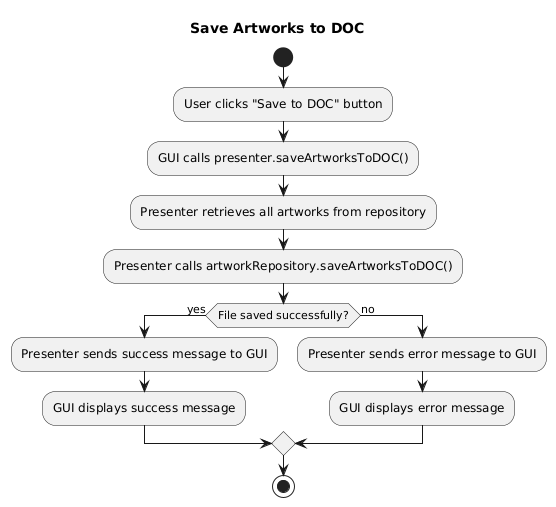 Save Artworks to DOC
User clicks "Save to DOC" button
GUI calls presenter.saveArtworksToDOC()
Presenter retrieves all artworks from repository
Presenter calls artworkRepository.saveArtworksToDOC()
yes
File saved successfully?
no
Presenter sends success message to GUI
Presenter sends error message to GUI
GUI displays success message
GUI displays error message